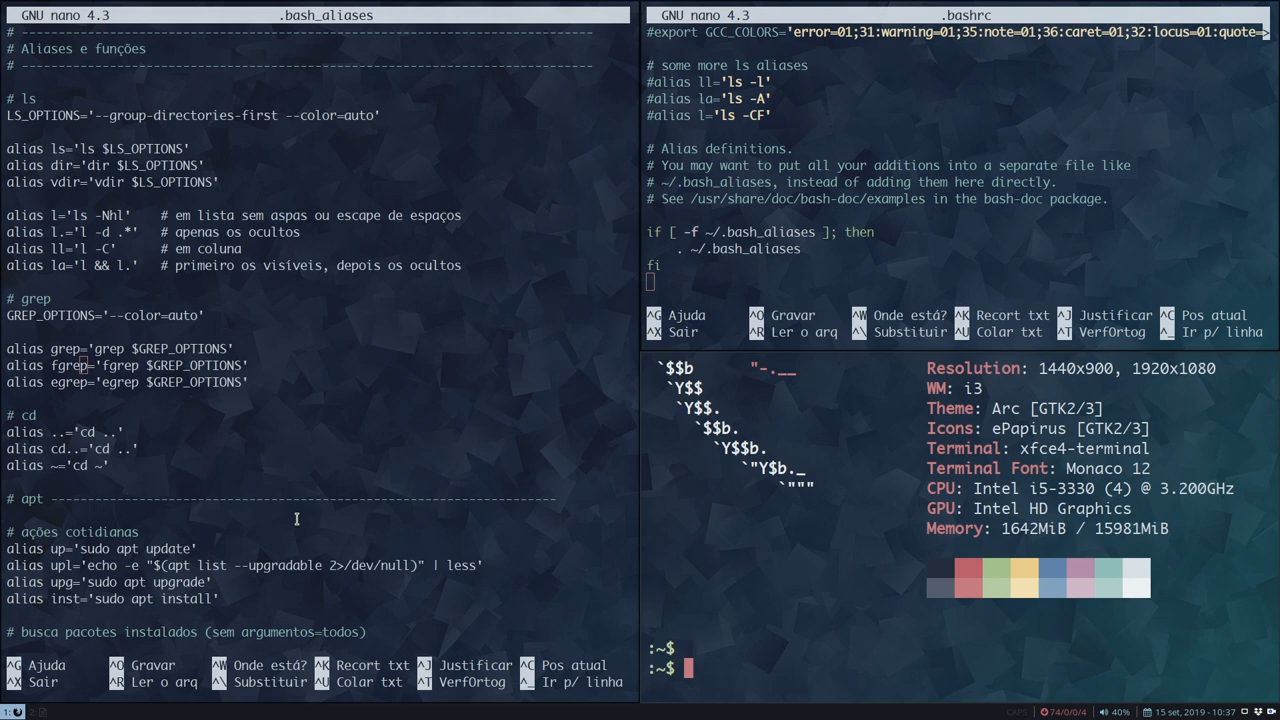 GNU nano 4.3 .bash_aliases
# ------------------------------------------------------------------------------
# Aliases e funções
# ------------------------------------------------------------------------------
# ls
LS_OPTIONS='--group-directories-first --color=auto'
alias ls='ls $LS_OPTIONS'
alias dir='dir $LS_OPTIONS'
alias vdir='vdir $LS_OPTIONS'
alias l='ls -Nhl' # em lista sem aspas ou escape de espaços
alias l.='l -d .*' # apenas os ocultos
alias ll='l -C' # em coluna
alias la='l && l.' # primeiro os visíveis, depois os ocultos
# grep
GREP_OPTIONS='--color=auto'
alias grep='grep $GREP_OPTIONS'
alias fgrep='fgrep $GREP_OPTIONS'
alias egrep='egrep $GREP_OPTIONS'
# cd
alias ..='cd ..'
alias cd..='cd ..'
alias ~='cd ~'
# apt ---------------------------------------------------------------------
# ações cotidianas
alias up='sudo apt update'
alias upl='echo -e "$(apt list --upgradable 2>/dev/null)" | less'
alias upg='sudo apt upgrade'
alias inst='sudo apt install'
# busca pacotes instalados (sem argumentos=todos)
^G Ajuda ^O Gravar ^W Onde está? ^K Recort txt ^J Justificar ^C Pos atual
^X Sair ^R Ler o arq ^\ Substituir ^U Colar txt ^T VerfOrtog ^_ Ir p/ linha
GNU nano 4.3 .bashrc
#export GCC_COLORS='error=01;31:warning=01;35:note=01;36:caret=01;32:locus=01:quote=>
# some more ls aliases
#alias ll='ls -l'
#alias la='ls -A'
#alias l='ls -CF'
# Alias definitions.
# You may want to put all your additions into a separate file like
# ~/.bash_aliases, instead of adding them here directly.
# See /usr/share/doc/bash-doc/examples in the bash-doc package.
if [ -f ~/.bash_aliases ]; then
. ~/.bash_aliases
fi
^G Ajuda ^O Gravar ^W Onde está? ^K Recort txt ^J Justificar ^C Pos atual
^X Sair ^R Ler o arq ^\ Substituir ^U Colar txt ^T VerfOrtog ^_ Ir p/ linha
`$$b "-.__
`Y$$
`Y$$.
`$$b.
`Y$$b.
`"Y$b._
`"""
Resolution: 1440x900, 1920x1080
WM: i3
Theme: Arc [GTK2/3]
Icons: ePapirus [GTK2/3]
Terminal: xfce4-terminal
Terminal Font: Monaco 12
CPU: Intel i5-3330 (4) @ 3.200GHz
GPU: Intel HD Graphics
Memory: 1642MiB / 15981MiB
:~$
:~$
1: 2: CAPS 74/0/0/4 40% 15 set, 2019 - 10:37